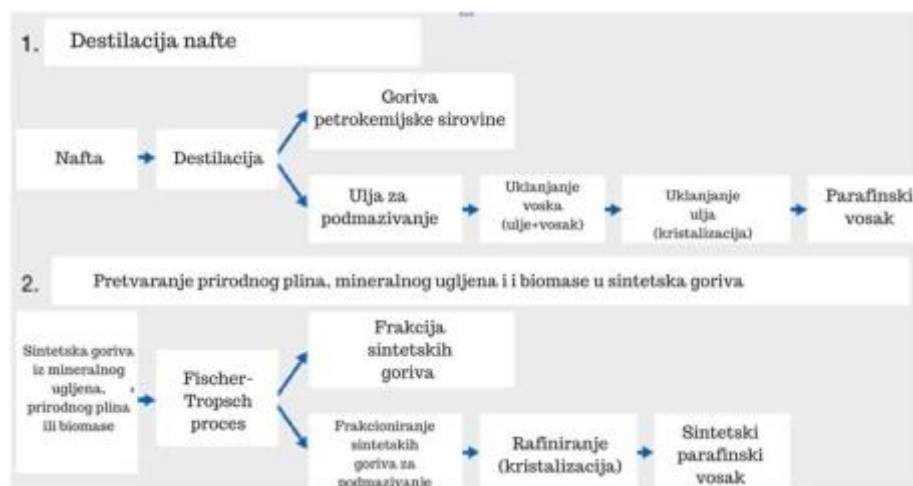 1. Destilacija nafte
Goriva
petrokemijske sirovine
Nafta
Destilacija
Ulja za
podmazivanje
Uklanjanje
voska
(ulje+vosak)
Uklanjanje
ulja
(kristalizacija)
Parafinski
vosak
2. Pretvaranje prirodnog plina, mineralnog ugljena i i biomase u sintetska goriva
Sintetska goriva
iz mineralnog
ugljena,
prirodnog plina
ili biomase
Fischer-
Tropsch
proces
Frakcija
sintetskih
goriva
Frakcioniranje
sintetskih
goriva za
podmazivanje
Rafiniranje
(kristalizacija)
Sintetski
parafinski
vosak